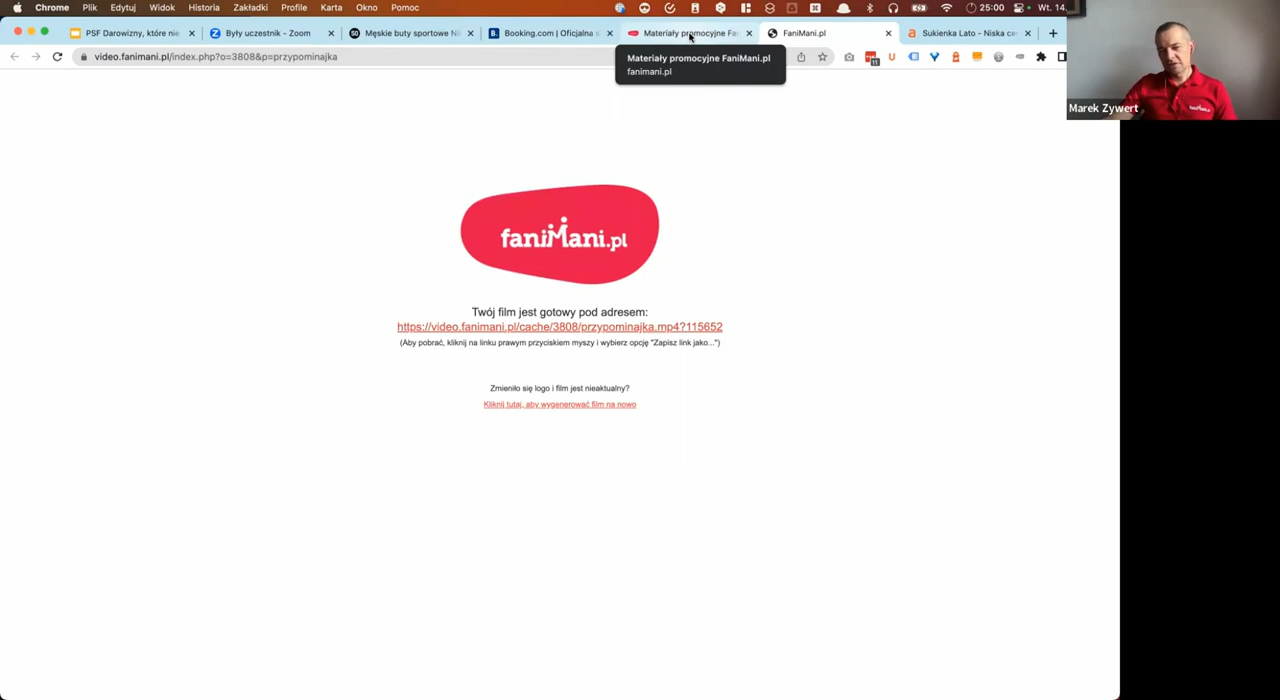 Chrome Plik Edytuj Widok Historia Zakładki Profile Karta Okno Pomoc 25:00 Wt. 14.
PSF Darowizny, które nie Były uczestnik - Zoom Męskie buty sportowe Booking.com | Oficjalna s Materiały promocyjne Fa FaniMani.pl Sukienka Lato - Niska ce
video.fanimani.pl/index.php?o=3808&p=przypominajka
11
Materiały promocyjne FaniMani.pl
fanimani.pl
Marek Zywert
faniMani.pl
Twój film jest gotowy pod adresem:
https://video.fanimani.pl/cache/3808/przypominajka.mp4?115652
(Aby pobrać, kliknij na linku prawym przyciskiem myszy i wybierz opcję "Zapisz link jako...")
Zmieniło się logo i film jest nieaktualny?
Kliknij tutaj, aby wygenerować film na nowo